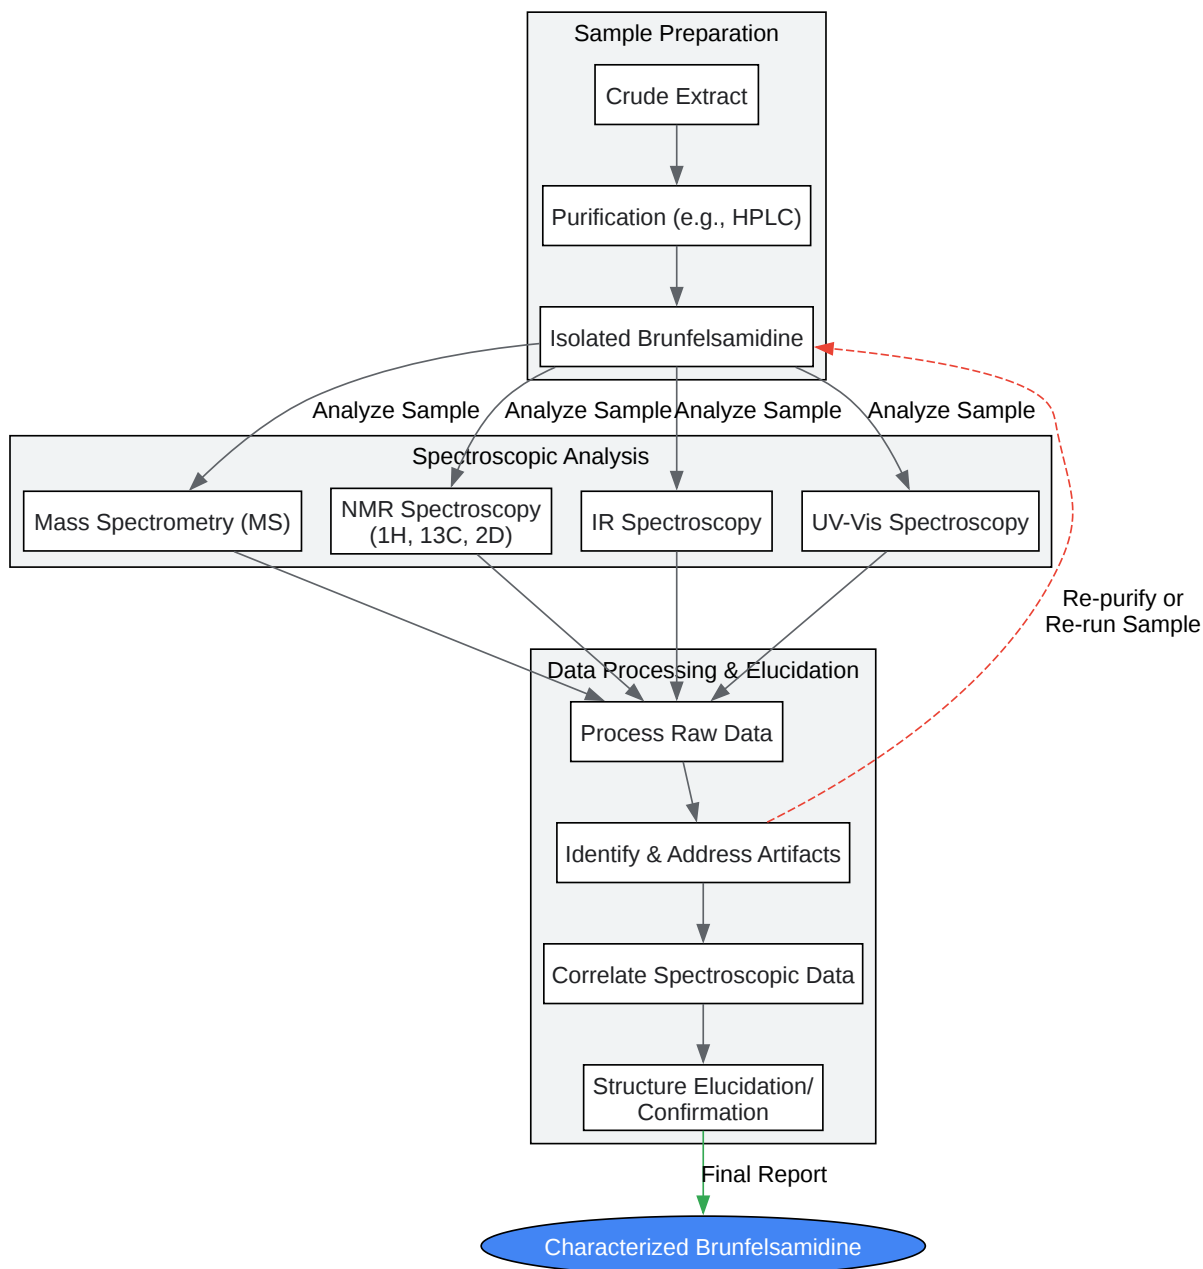 Sample Preparation
Crude Extract
Purification (e.g., HPLC)
Isolated Brunfelsamidine
Analyze Sample
Analyze Sample
Analyze Sample
Analyze Sample
Spectroscopic Analysis
Mass Spectrometry (MS)
NMR Spectroscopy
(1H, 13C, 2D)
IR Spectroscopy
UV-Vis Spectroscopy
Re-purify or
Re-run Sample
Data Processing & Elucidation
Process Raw Data
Identify & Address Artifacts
Correlate Spectroscopic Data
Structure Elucidation/
Confirmation
Final Report
Characterized Brunfelsamidine